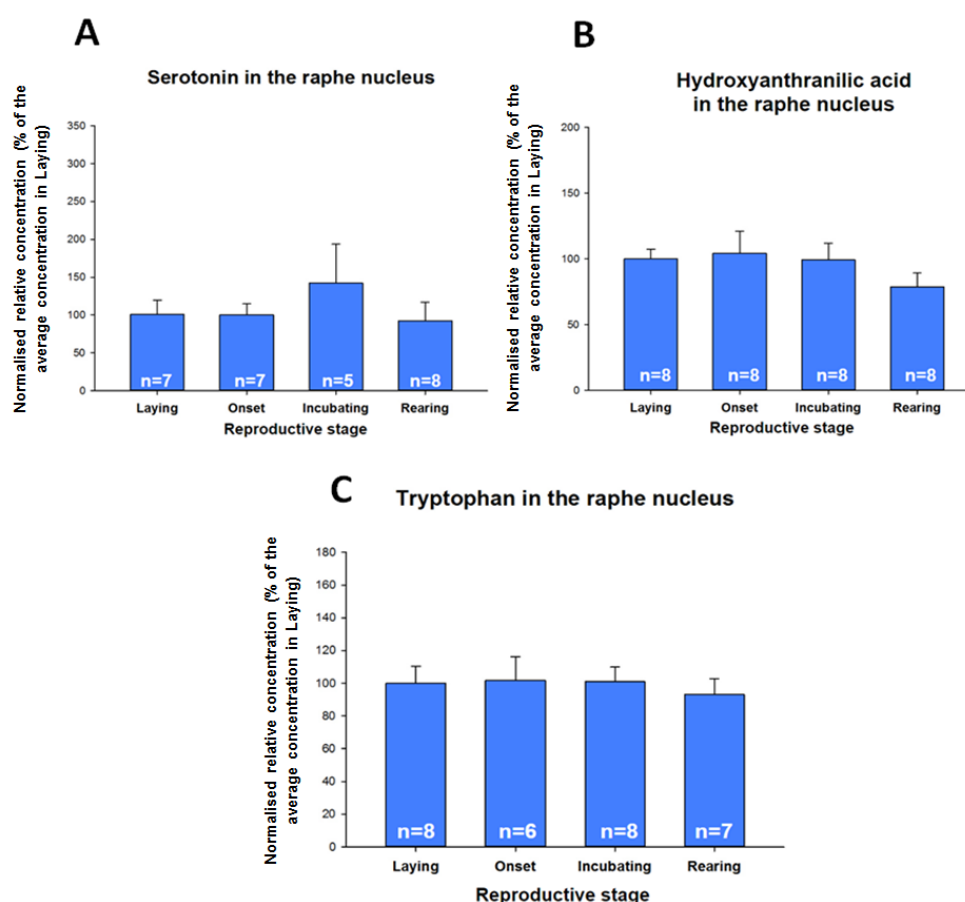 A
Serotonin in the raphe nucleus
Normalised relative concentration (% of the
average concentration in Laying)
350
300
250
200
150
100
50
0
n=7
n=7
n=5
n=8
Laying
Onset
Incubating
Rearing
Reproductive stage
B
Hydroxyanthranilic acid
in the raphe nucleus
Normalised relative concentration (% of the
average concentration in Laying)
200
150
100
50
0
n=8
n=8
n=8
n=8
Laying
Onset
Incubating
Rearing
Reproductive stage
C
Tryptophan in the raphe nucleus
Normalised relative concentration (% of the
average concentration in Laying)
180
160
140
120
100
80
60
40
20
0
n=8
n=6
n=8
n=7
Laying
Onset
Incubating
Rearing
Reproductive stage